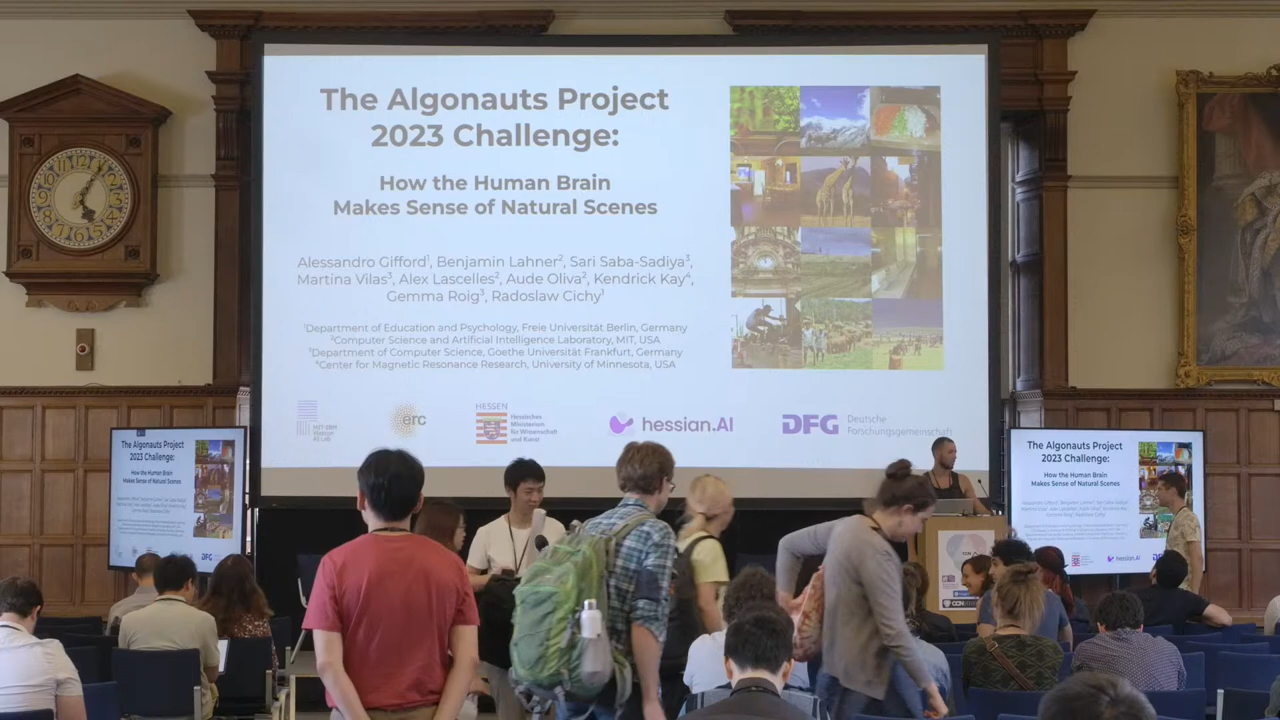 The Algonauts Project
2023 Challenge:
How the Human Brain
Makes Sense of Natural Scenes
Alessandro Gifford¹, Benjamin Lahner², Sari Saba-Sadiya³,
Martina Vilas³, Alex Lascelles², Aude Oliva², Kendrick Kay⁴,
Gemma Roig³, Radoslaw Cichy¹
¹Department of Education and Psychology, Freie Universität Berlin, Germany
²Computer Science and Artificial Intelligence Laboratory, MIT, USA
³Department of Computer Science, Goethe Universität Frankfurt, Germany
⁴Center for Magnetic Resonance Research, University of Minnesota, USA
erc
HESSEN
Hessisches
Ministerium
für Wissenschaft
und Kunst
hessian.AI
DFG Deutsche
Forschungsgemeinschaft
The Algonauts Project
2023 Challenge:
How the Human Brain
Makes Sense of Natural Scenes
DFG
The Algonauts Project
2023 Challenge:
How the Human Brain
Makes Sense of Natural Scenes
hessian.AI
CCN